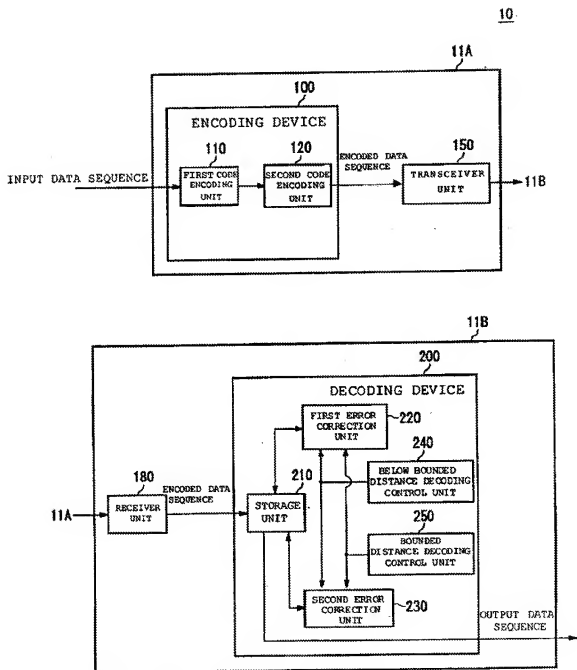 10
11A
100
ENCODING DEVICE
110
120
150
INPUT DATA SEQUENCE
FIRST CODE
ENCODING
UNIT
SECOND CODE
ENCODING
UNIT
ENCODED DATA
SEQUENCE
TRANSCEIVER
UNIT
11B
11B
200
DECODING DEVICE
FIRST ERROR
CORRECTION
UNIT
220
240
BELOW BOUNDED
DISTANCE DECODING
CONTROL UNIT
180
ENCODED DATA
SEQUENCE
210
11A
RECEIVER
UNIT
STORAGE
UNIT
250
BOUNDED
DISTANCE DECODING
CONTROL UNIT
SECOND ERROR
CORRECTION
UNIT
230
OUTPUT DATA
SEQUENCE